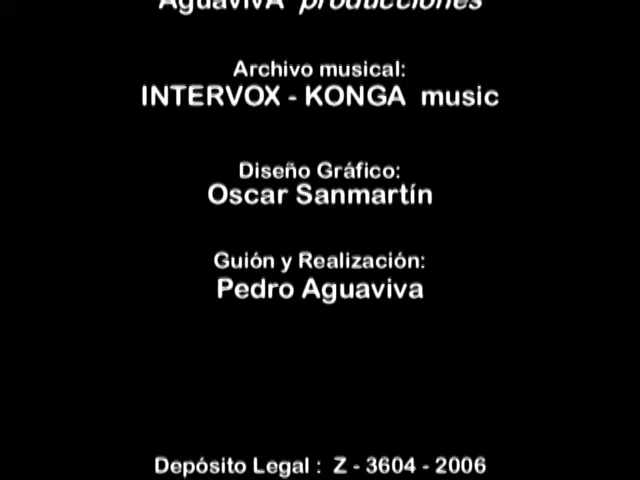 AguavivA producciones
Archivo musical:
INTERVOX - KONGA music
Diseño Gráfico:
Oscar Sanmartín
Guión y Realización:
Pedro Aguaviva
Depósito Legal : Z - 3604 - 2006